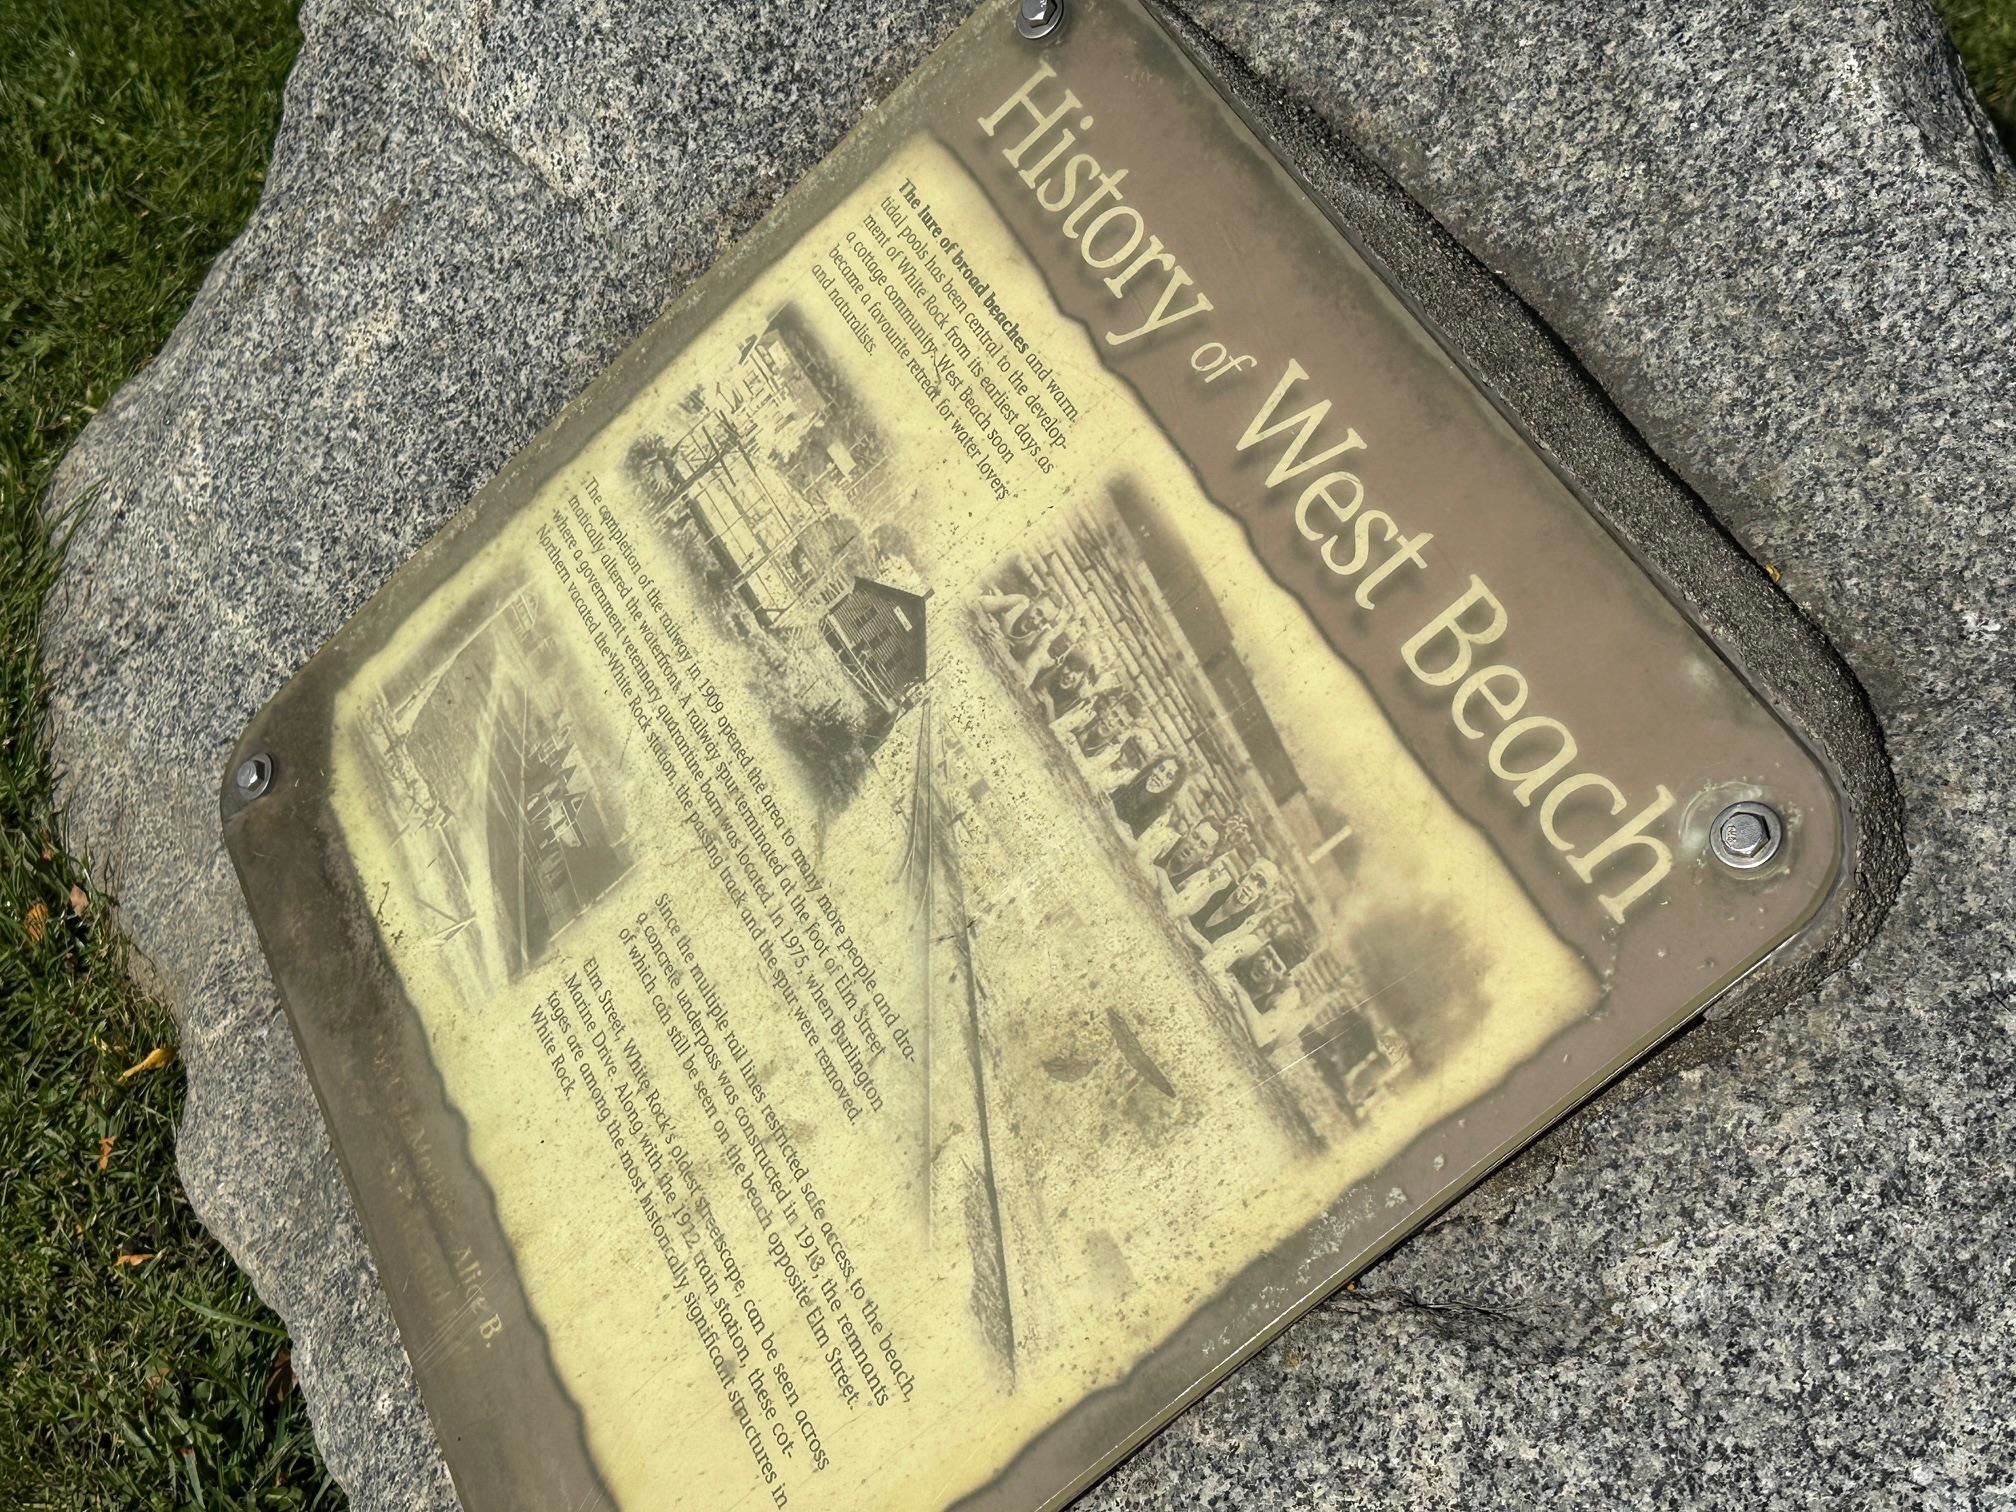 History of West Beach
The lure of broad beaches and warm
tidal pools has been central to the develop-
ment of White Rock from its earliest days as
a cottage community. West Beach soon
became a favourite retreat for water lovers
and naturalists.
The completion of the railway in 1909 opened the area to many more people and dra-
matically altered the waterfront. A railway spur terminated at the foot of Elm Street
where a government veterinary quarantine barn was located. In 1975, when Burlington
Northern vacated the White Rock station, the passing track and the spur were removed.
Since the multiple rail lines restricted safe access to the beach,
a concrete underpass was constructed in 1913, the remnants
of which can still be seen on the beach opposite Elm Street.
Elm Street, White Rock's oldest streetscape, can be seen across
Marine Drive. Along with the 1912 train station, these cot-
tages are among the most historically significant structures in
White Rock.
Alice B.